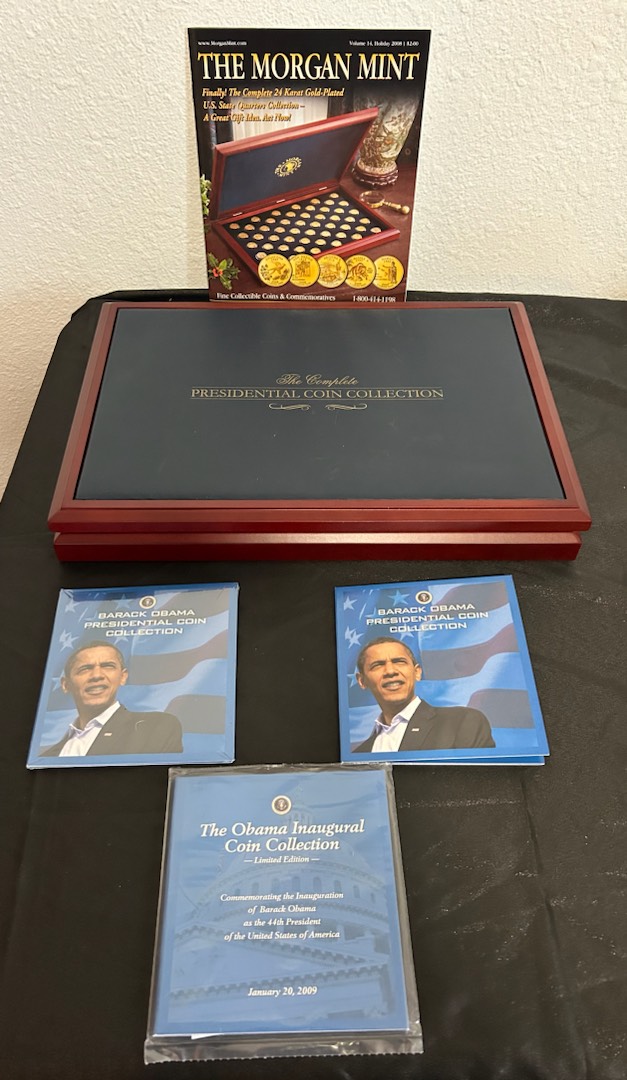 www.MorganMint.com Volume 14, Holiday 2008 | $2.00
THE MORGAN MINT
Finally! The Complete 24 Karat Gold-Plated
U.S. State Quarters Collection –
A Great Gift Idea. Act Now!
Fine Collectible Coins & Commemoratives 1-800-414-1198
The Complete
PRESIDENTIAL COIN COLLECTION
BARACK OBAMA
PRESIDENTIAL COIN
COLLECTION
BARACK OBAMA
PRESIDENTIAL COIN
COLLECTION
The Obama Inaugural
Coin Collection
— Limited Edition —
Commemorating the Inauguration
of Barack Obama
as the 44th President
of the United States of America
January 20, 2009